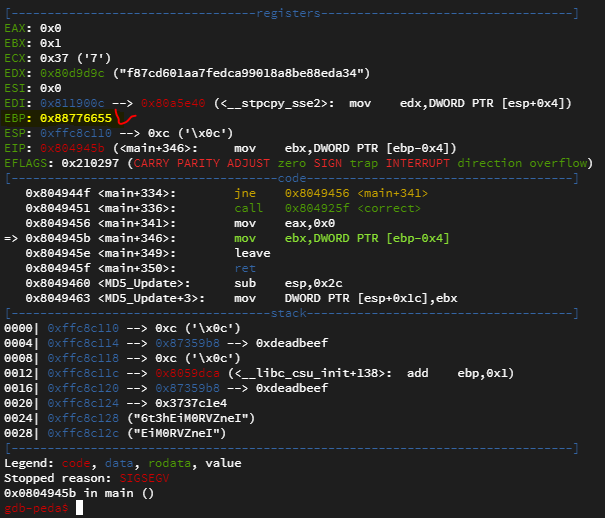 [----------------------------------registers-----------------------------------]
EAX: 0x0
EBX: 0x1
ECX: 0x37 ('7')
EDX: 0x80d9d9c ("f87cd601aa7fedca99018a8be88eda34")
ESI: 0x0
EDI: 0x811900c --> 0x80a5e40 (<__stpcpy_sse2>: mov edx,DWORD PTR [esp+0x4])
EBP: 0x88776655
ESP: 0xffc8c110 --> 0xc ('\x0c')
EIP: 0x804945b (<main+346>: mov ebx,DWORD PTR [ebp-0x4])
EFLAGS: 0x210297 (CARRY PARITY ADJUST zero SIGN trap INTERRUPT direction overflow)
[-------------------------------------code-------------------------------------]
0x804944f <main+334>: jne 0x8049456 <main+341>
0x8049451 <main+336>: call 0x804925f <correct>
0x8049456 <main+341>: mov eax,0x0
=> 0x804945b <main+346>: mov ebx,DWORD PTR [ebp-0x4]
0x804945e <main+349>: leave
0x804945f <main+350>: ret
0x8049460 <MD5_Update>: sub esp,0x2c
0x8049463 <MD5_Update+3>: mov DWORD PTR [esp+0x1c],ebx
[------------------------------------stack-------------------------------------]
0000| 0xffc8c110 --> 0xc ('\x0c')
0004| 0xffc8c114 --> 0x87359b8 --> 0xdeadbeef
0008| 0xffc8c118 --> 0xc ('\x0c')
0012| 0xffc8c11c --> 0x8059dca (<__libc_csu_init+138>: add ebp,0x1)
0016| 0xffc8c120 --> 0x87359b8 --> 0xdeadbeef
0020| 0xffc8c124 --> 0x3737c1e4
0024| 0xffc8c128 ("6t3hEiM0RVZneI")
0028| 0xffc8c12c ("EiM0RVZneI")
[------------------------------------------------------------------------------]
Legend: code, data, rodata, value
Stopped reason: SIGSEGV
0x0804945b in main ()
gdb-peda$